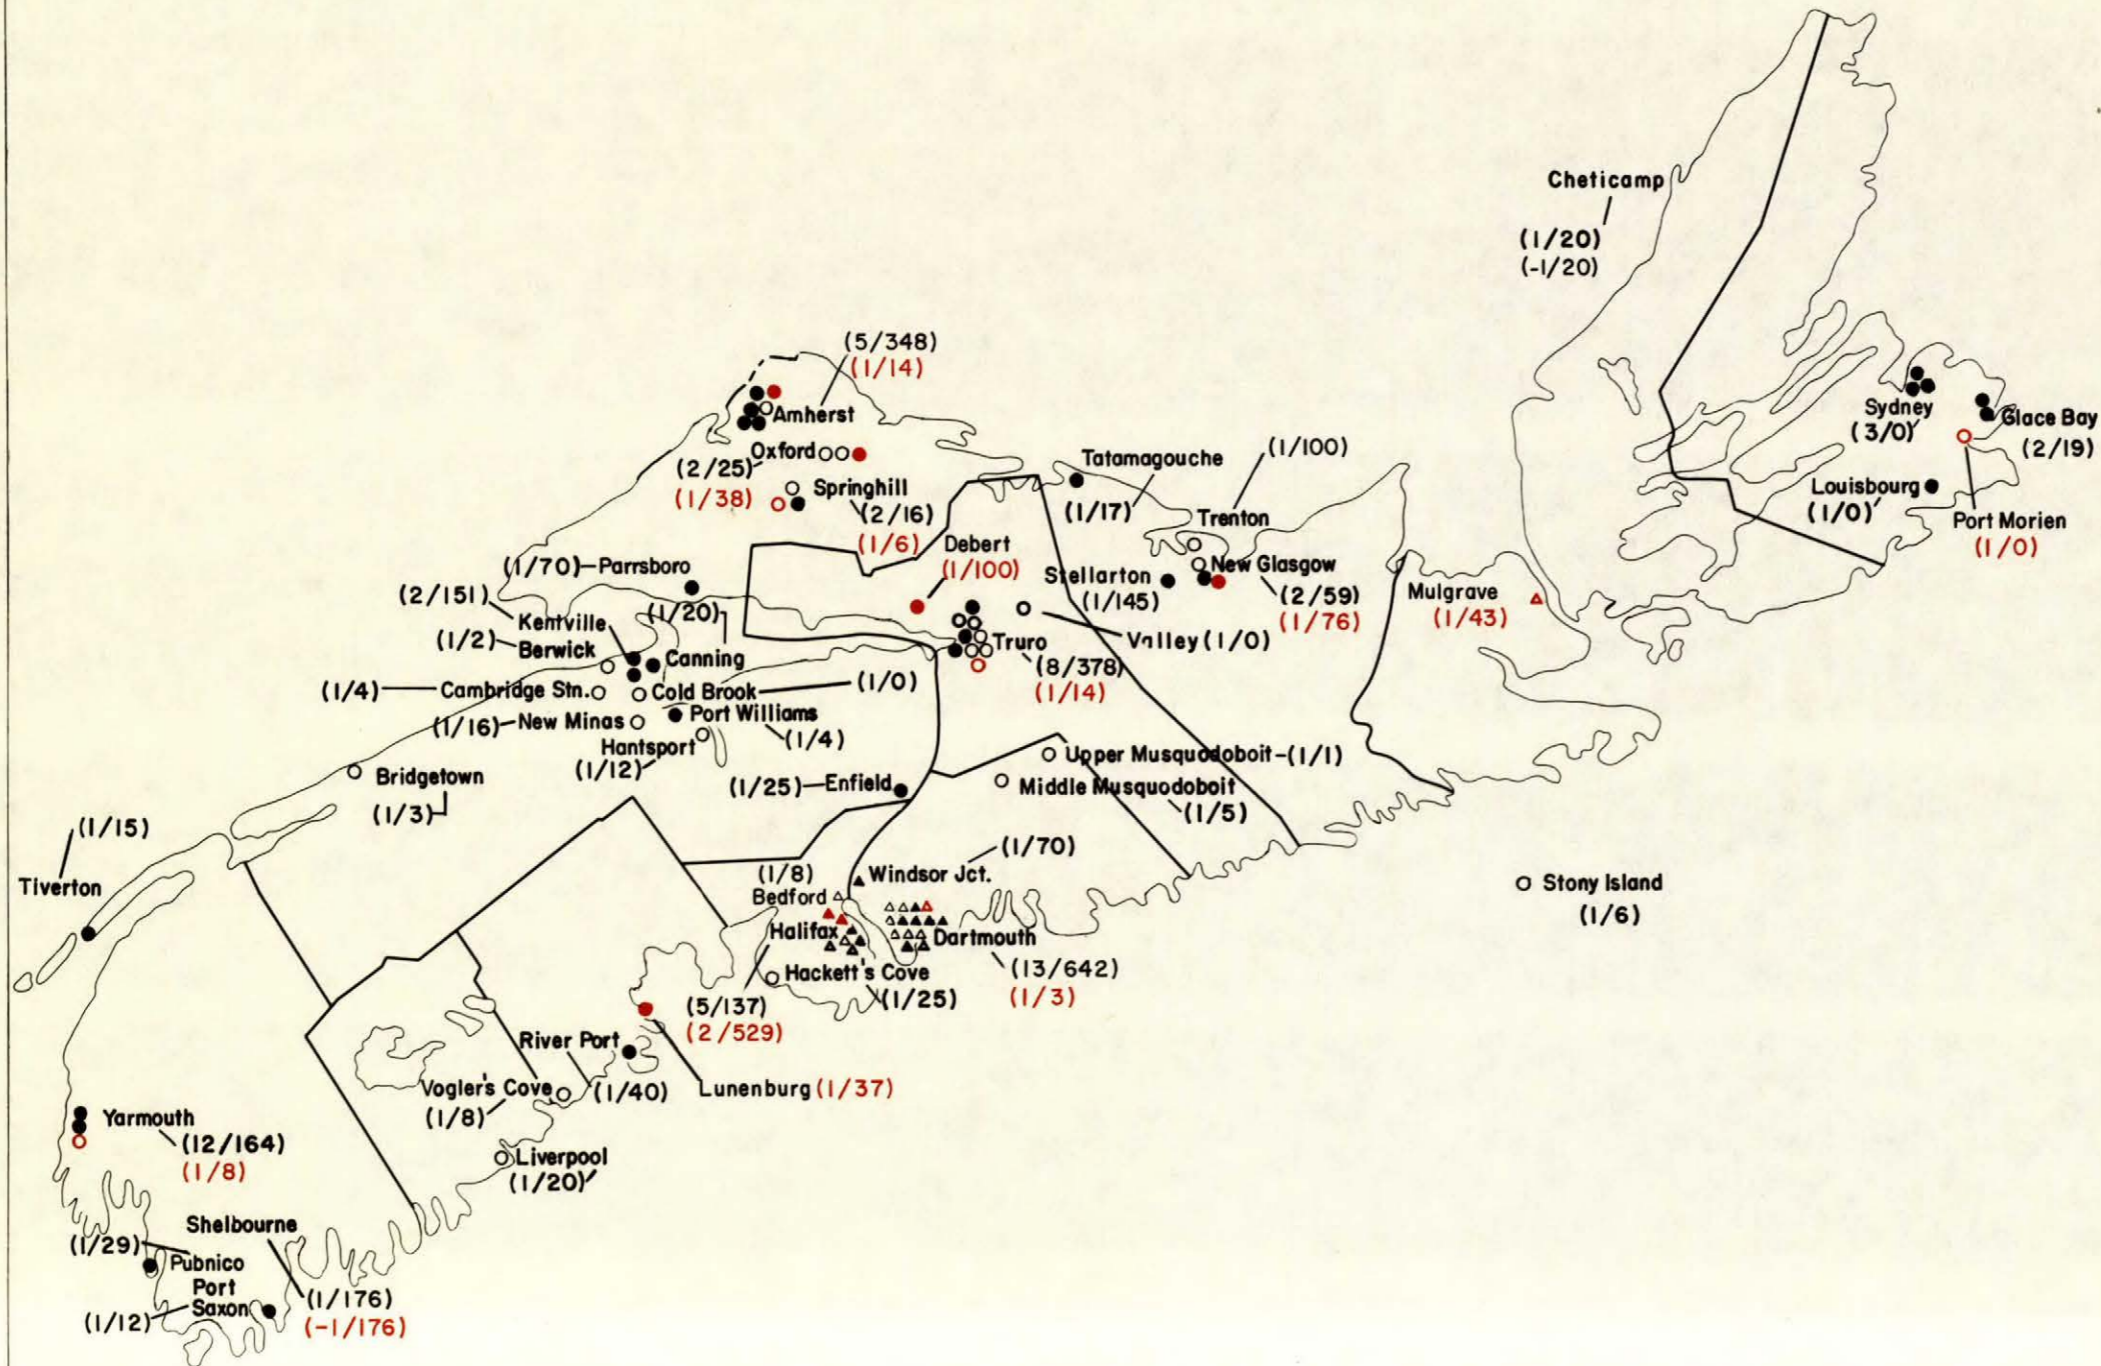 Cheticamp
(1/20)
(-1/20)
(5/348)
(1/14)
Amherst
Oxford
(2/25)
(1/38)
Springhill
(2/16)
(1/6)
Tatamagouche
(1/17)
(1/100)
Trenton
Debert
(1/100)
Stellarton
(1/145)
New Glasgow
(2/59)
(1/76)
Mulgrave
(1/43)
Sydney
(3/0)
Glace Bay
(2/19)
Louisbourg
(1/0)
Port Morien
(1/0)
(1/70)-Parrsboro
(2/151)
Kentville
(1/20)
(1/2)
Berwick
Canning
(1/4)
Cambridge Stn.
Cold Brook
(1/0)
(1/16)-New Minas
Port Williams
(1/4)
Hantsport
(1/12)
Truro
(8/378)
(1/14)
Valley (1/0)
Upper Musquodoboit-(1/1)
Middle Musquodoboit
(1/5)
(1/25)-Enfield
Bridgetown
(1/3)
(1/15)
Tiverton
(1/70)
Windsor Jct.
(1/8)
Bedford
Halifax
(5/137)
(2/529)
Dartmouth
(13/642)
(1/3)
Hackett's Cove
(1/25)
Stony Island
(1/6)
River Port
(1/40)
Lunenburg (1/37)
Vogler's Cove
(1/8)
Liverpool
(1/20)
Yarmouth
(12/164)
(1/8)
Shelbourne
(1/176)
(-1/176)
(1/29)
Pubnico
Port
Saxon
(1/12)